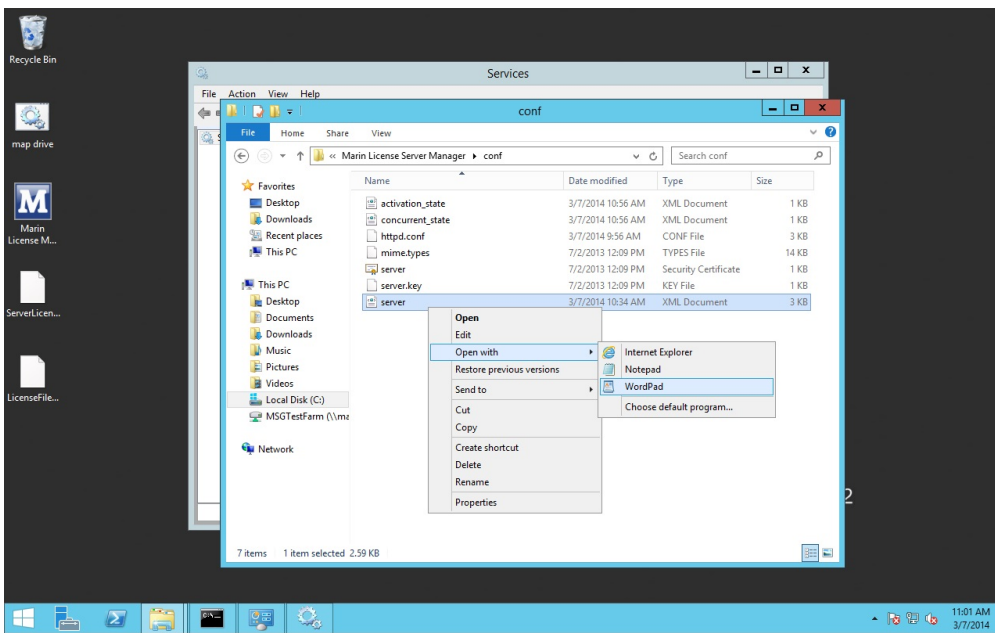 Recycle Bin
map drive
M
Marin
License M...
ServerLicen...
LicenseFile...
Services
File Action View Help
conf
File Home Share View
« Marin License Server Manager conf
Search conf
Name Date modified Type Size
Favorites
Desktop
Downloads
Recent places
This PC
This PC
Desktop
Documents
Downloads
Music
Pictures
Videos
Local Disk (C:)
MSGTestFarm (\\ma
Network
activation_state 3/7/2014 10:56 AM XML Document 1 KB
concurrent_state 3/7/2014 10:56 AM XML Document 1 KB
httpd.conf 3/7/2014 9:56 AM CONF File 3 KB
mime.types 7/2/2013 12:09 PM TYPES File 14 KB
server 7/2/2013 12:09 PM Security Certificate 1 KB
server.key 7/2/2013 12:09 PM KEY File 1 KB
server 3/7/2014 10:34 AM XML Document 3 KB
Open
Edit
Open with
Restore previous versions
Send to
Cut
Copy
Create shortcut
Delete
Rename
Properties
Internet Explorer
Notepad
WordPad
Choose default program...
2
7 items 1 item selected 2.59 KB
11:01 AM
3/7/2014